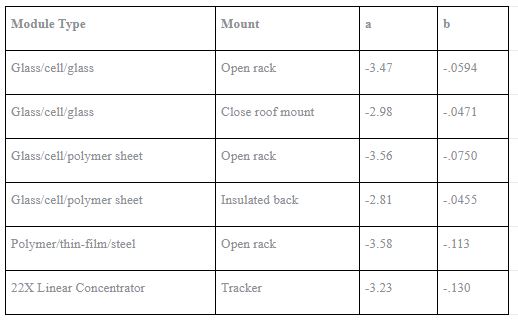 Module Type Mount a b
Glass/cell/glass Open rack -3.47 -.0594
Glass/cell/glass Close roof mount -2.98 -.0471
Glass/cell/polymer sheet Open rack -3.56 -.0750
Glass/cell/polymer sheet Insulated back -2.81 -.0455
Polymer/thin-film/steel Open rack -3.58 -.113
22X Linear Concentrator Tracker -3.23 -.130